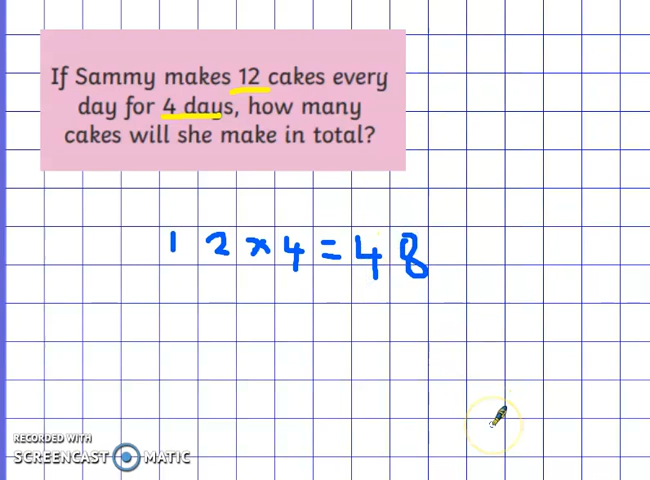 If Sammy makes 12 cakes every
day for 4 days, how many
cakes will she make in total?
12 x 4 = 48
RECORDED WITH
SCREENCAST MATIC